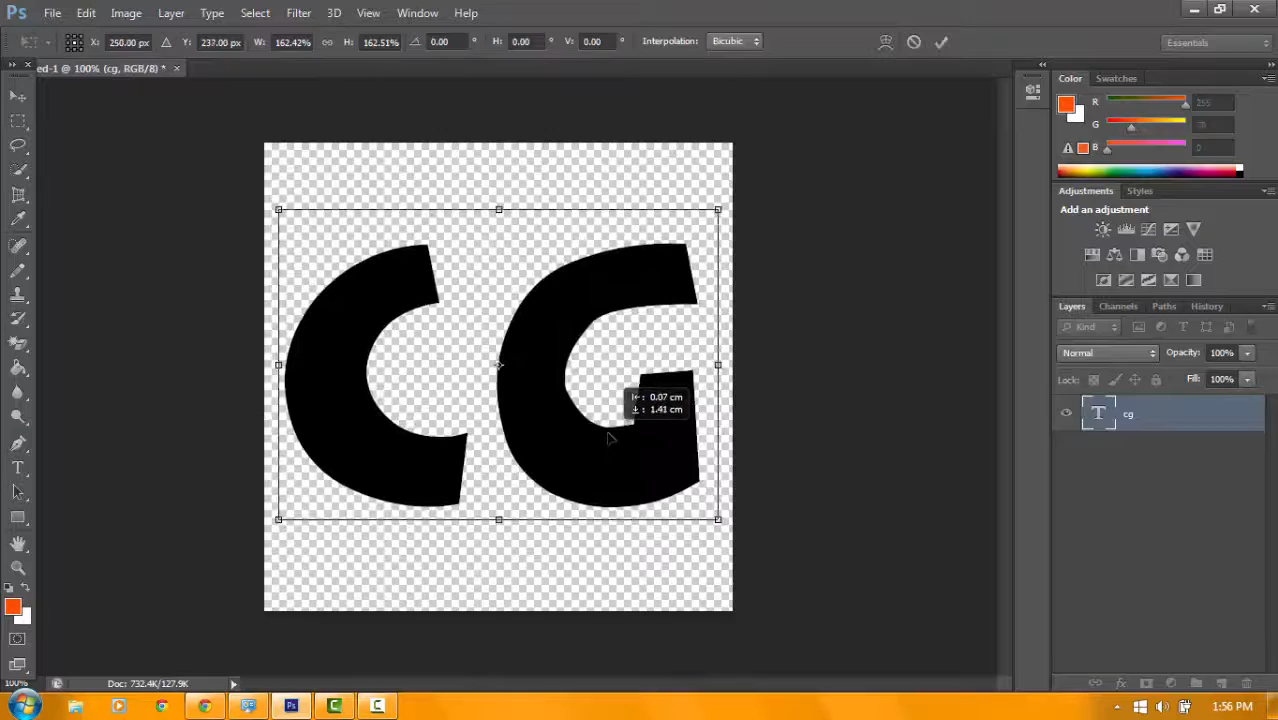 Ps File Edit Image Layer Type Select Filter 3D View Window Help
X: 250.00 px Y: 237.00 px W: 162.42% H: 162.51% 0.00 ° H: 0.00 ° V: 0.00 ° Interpolation: Bicubic Essentials
ed-1 @ 100% (cg, RGB/8) * ×
Color Swatches
R 255
G
B 0
Adjustments Styles
Add an adjustment
Layers Channels Paths History
Kind
Normal Opacity: 100%
Lock: Fill: 100%
T cg
CG
0.07 cm
1.41 cm
100% Doc: 732.4K/127.9K
Ps C C 1:56 PM